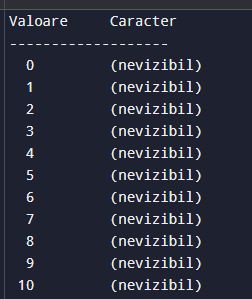 Valoare Caracter
-------------------
0 (nevizibil)
1 (nevizibil)
2 (nevizibil)
3 (nevizibil)
4 (nevizibil)
5 (nevizibil)
6 (nevizibil)
7 (nevizibil)
8 (nevizibil)
9 (nevizibil)
10 (nevizibil)